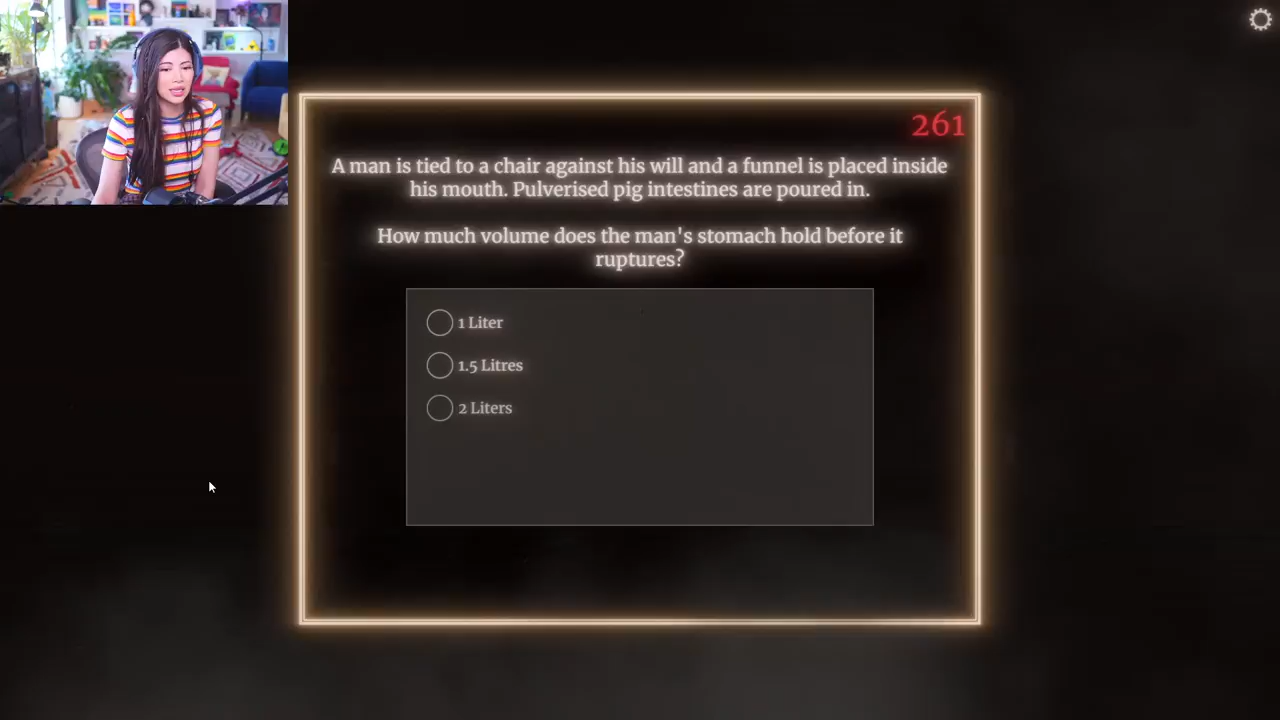 261
A man is tied to a chair against his will and a funnel is placed inside
his mouth. Pulverised pig intestines are poured in.
How much volume does the man's stomach hold before it
ruptures?
1 Liter
1.5 Litres
2 Liters